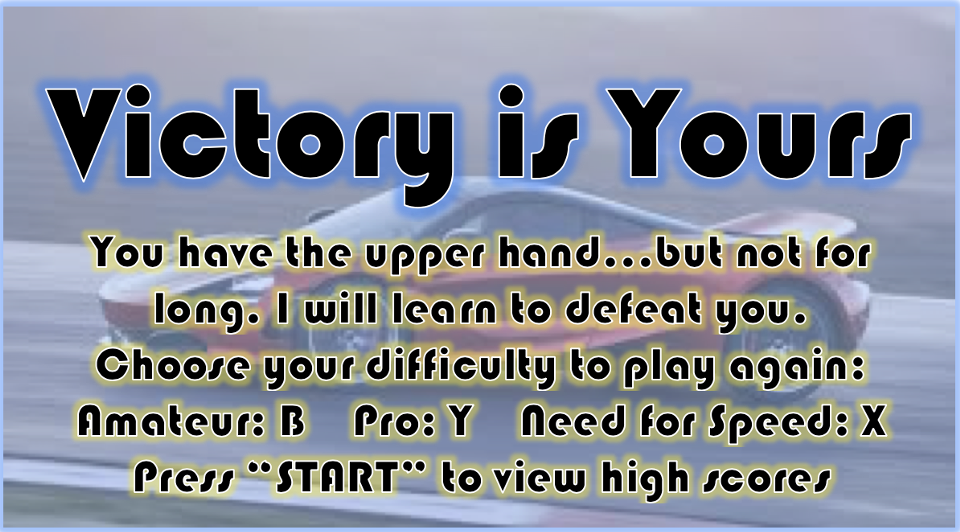 Victory is Yours
You have the upper hand...but not for
long. I will learn to defeat you.
Choose your difficulty to play again:
Amateur: B Pro: Y Need for Speed: X
Press “START” to view high scores